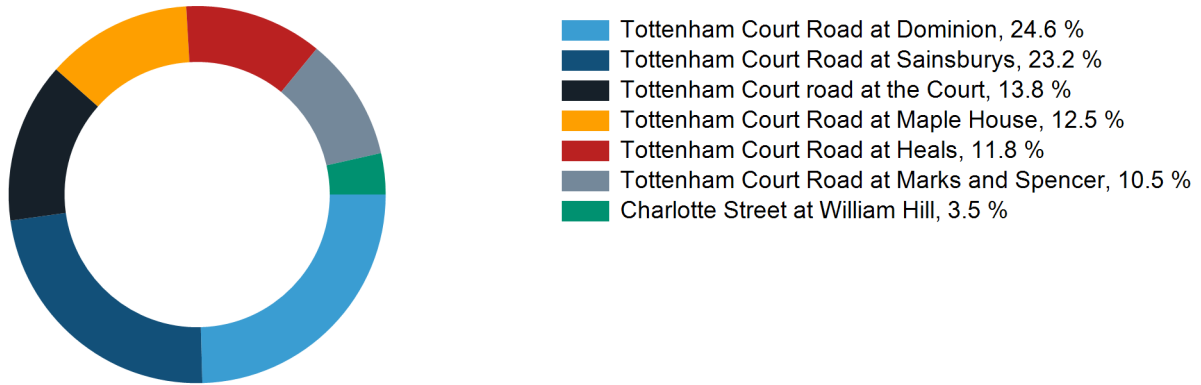 Tottenham Court Road at Dominion, 24.6 %
Tottenham Court Road at Sainsburys, 23.2 %
Tottenham Court road at the Court, 13.8 %
Tottenham Court Road at Maple House, 12.5 %
Tottenham Court Road at Heals, 11.8 %
Tottenham Court Road at Marks and Spencer, 10.5 %
Charlotte Street at William Hill, 3.5 %